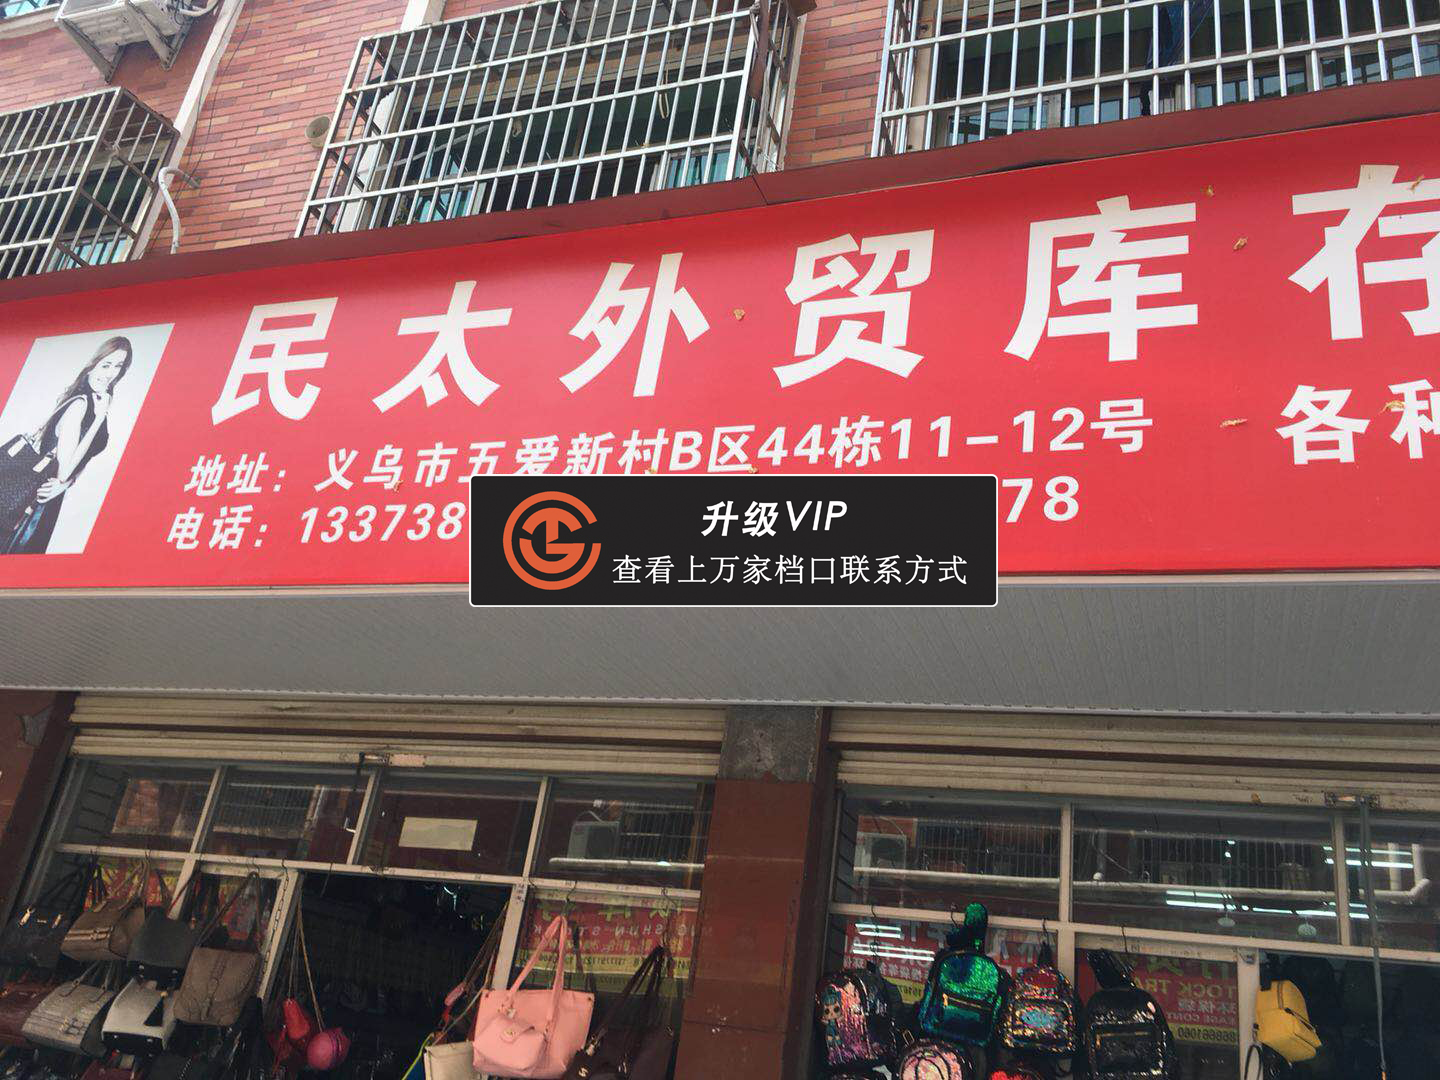 民太外贸库存
各种
地址：义乌市五爱新村B区44栋11-12号
电话：133738
78
升级VIP
查看上万家档口联系方式